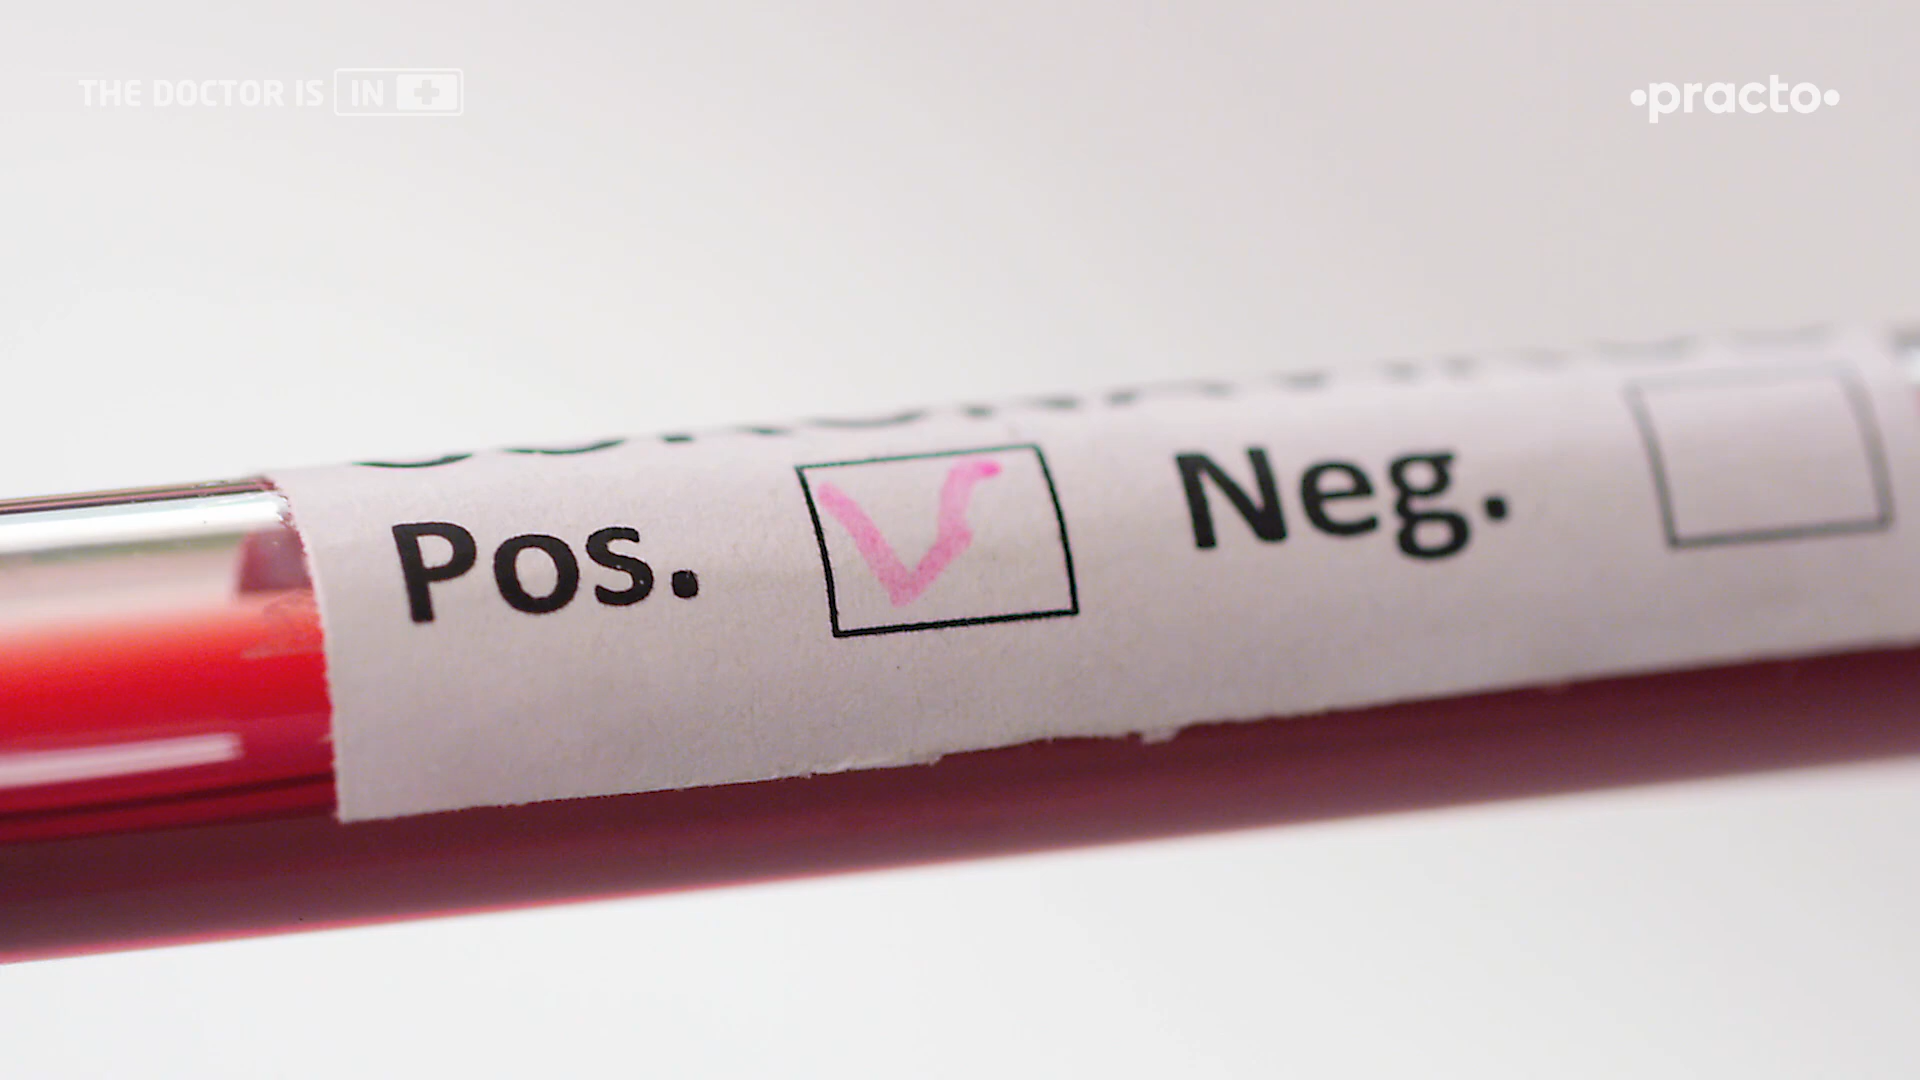 THE DOCTOR IS IN
•practo•
Pos. Neg.